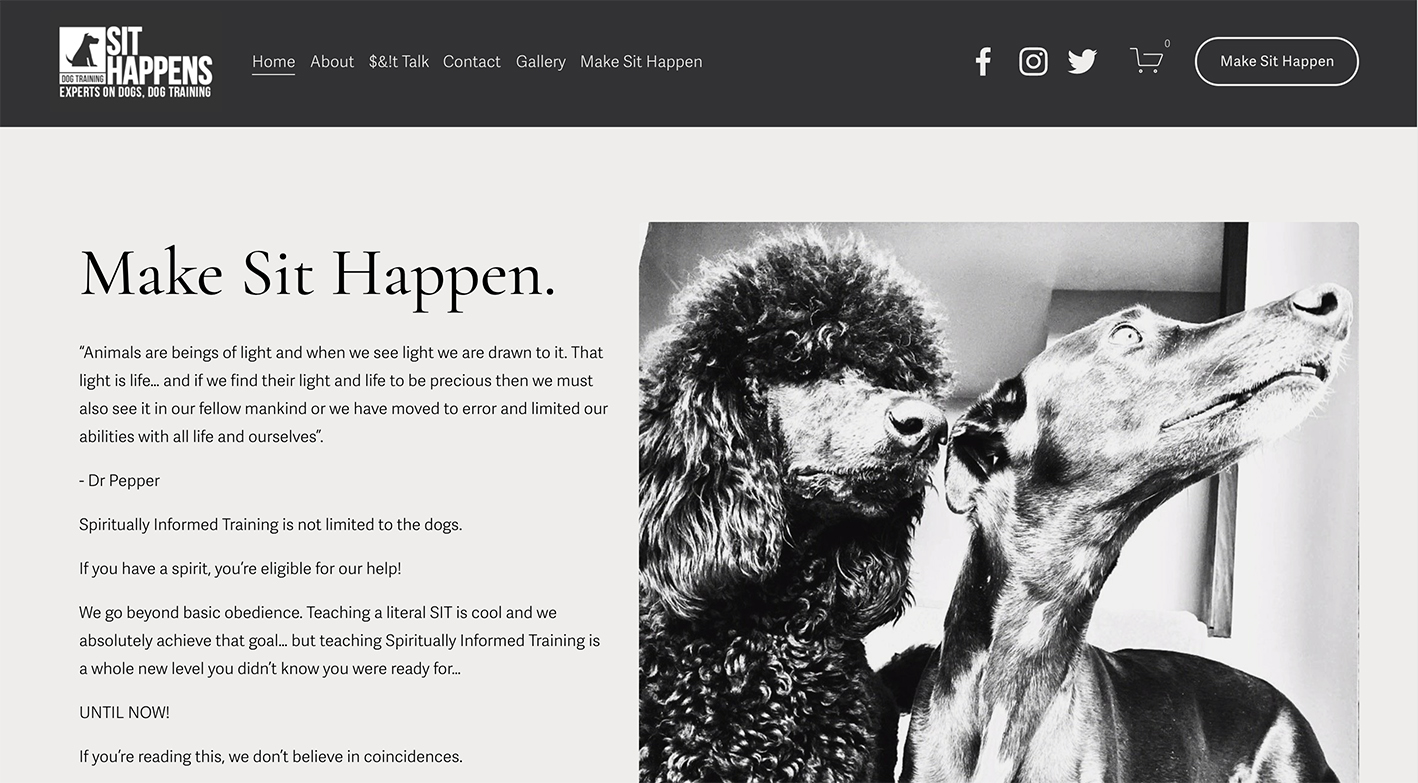 SIT
HAPPENS
DOG TRAINING
EXPERTS ON DOGS, DOG TRAINING
Home
About
$&!t Talk
Contact
Gallery
Make Sit Happen
0
Make Sit Happen
Make Sit Happen.
“Animals are beings of light and when we see light we are drawn to it. That
light is life... and if we find their light and life to be precious then we must
also see it in our fellow mankind or we have moved to error and limited our
abilities with all life and ourselves”.
- Dr Pepper
Spiritually Informed Training is not limited to the dogs.
If you have a spirit, you’re eligible for our help!
We go beyond basic obedience. Teaching a literal SIT is cool and we
absolutely achieve that goal... but teaching Spiritually Informed Training is
a whole new level you didn’t know you were ready for...
UNTIL NOW!
If you’re reading this, we don’t believe in coincidences.